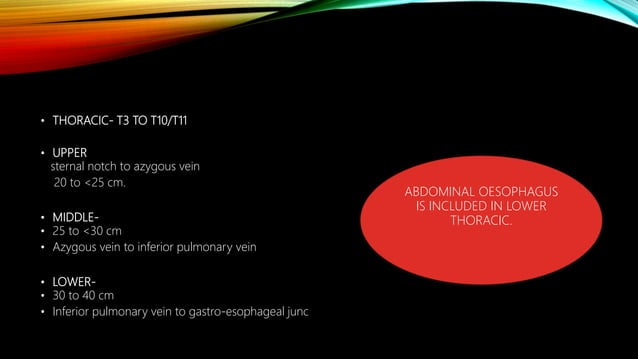 • THORACIC- T3 TO T10/T11
• UPPER
sternal notch to azygous vein
20 to <25 cm.
• MIDDLE-
• 25 to <30 cm
• Azygous vein to inferior pulmonary vein
• LOWER-
• 30 to 40 cm
• Inferior pulmonary vein to gastro-esophageal junc
ABDOMINAL OESOPHAGUS
IS INCLUDED IN LOWER
THORACIC.